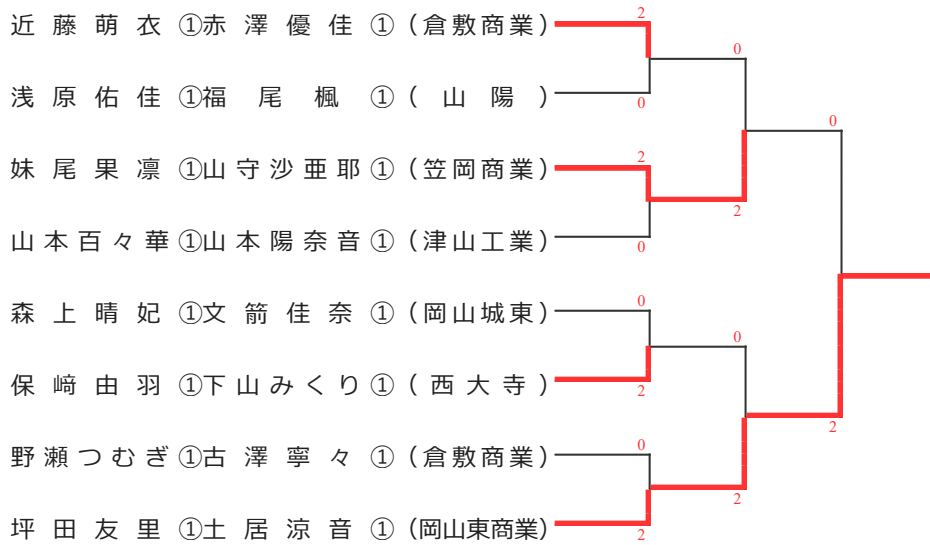 近藤萌衣 ①赤澤優佳 ① (倉敷商業) 2
0
浅原佑佳 ①福尾楓 ① (山陽) 0
0
妹尾果凛 ①山守沙亜耶 ① (笠岡商業) 2
2
山本百々華 ①山本陽奈音 ① (津山工業) 0
森上晴妃 ①文箭佳奈 ① (岡山城東) 0
0
保﨑由羽 ①下山みくり ① (西大寺) 2
2
野瀬つむぎ ①古澤寧々 ① (倉敷商業) 0
2
坪田友里 ①土居涼音 ① (岡山東商業) 2